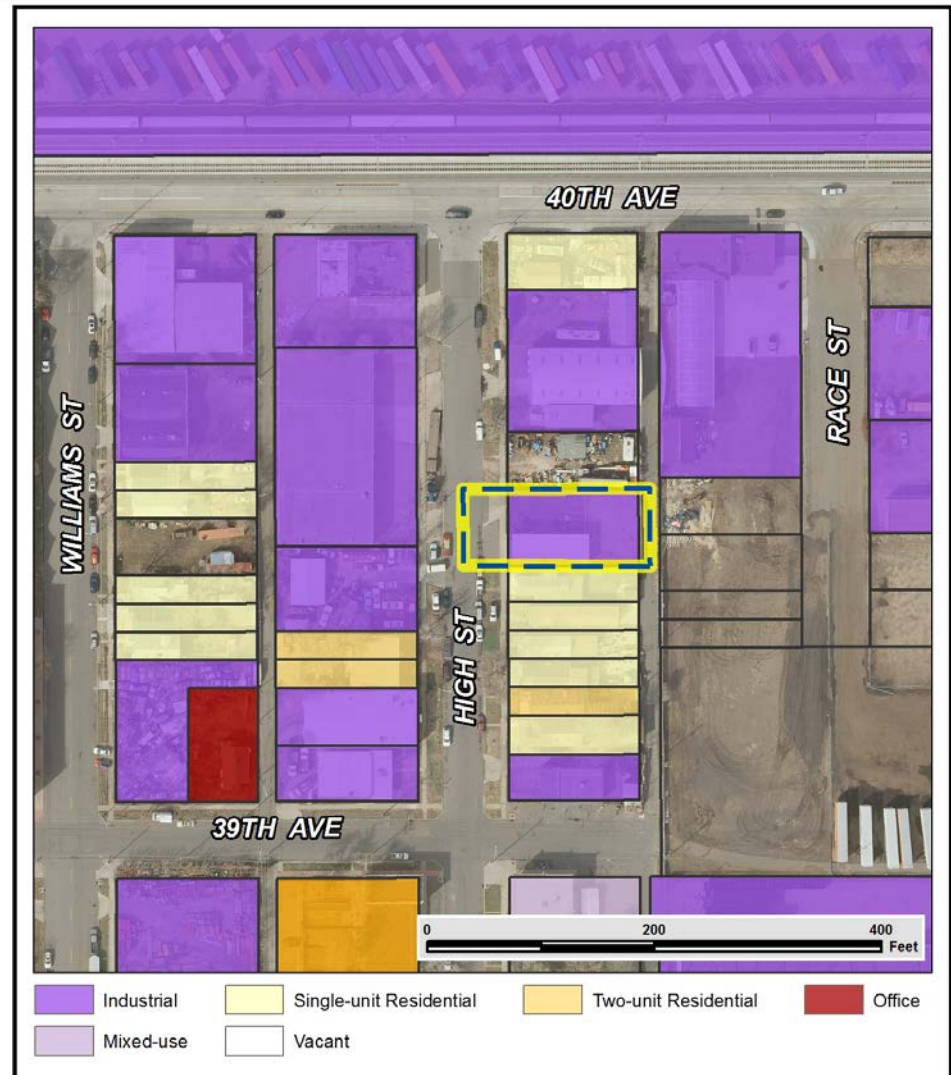 40TH AVE
WILLIAMS ST
HIGH ST
RACE ST
39TH AVE
0 200 400
Feet
Industrial
Single-unit Residential
Two-unit Residential
Office
Mixed-use
Vacant